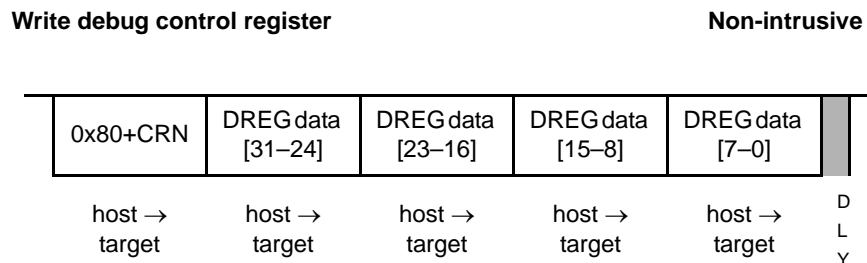 Write debug control register Non-intrusive
0x80+CRN DREG data [31–24] DREG data [23–16] DREG data [15–8] DREG data [7–0]
host → target host → target host → target host → target host → target D L Y